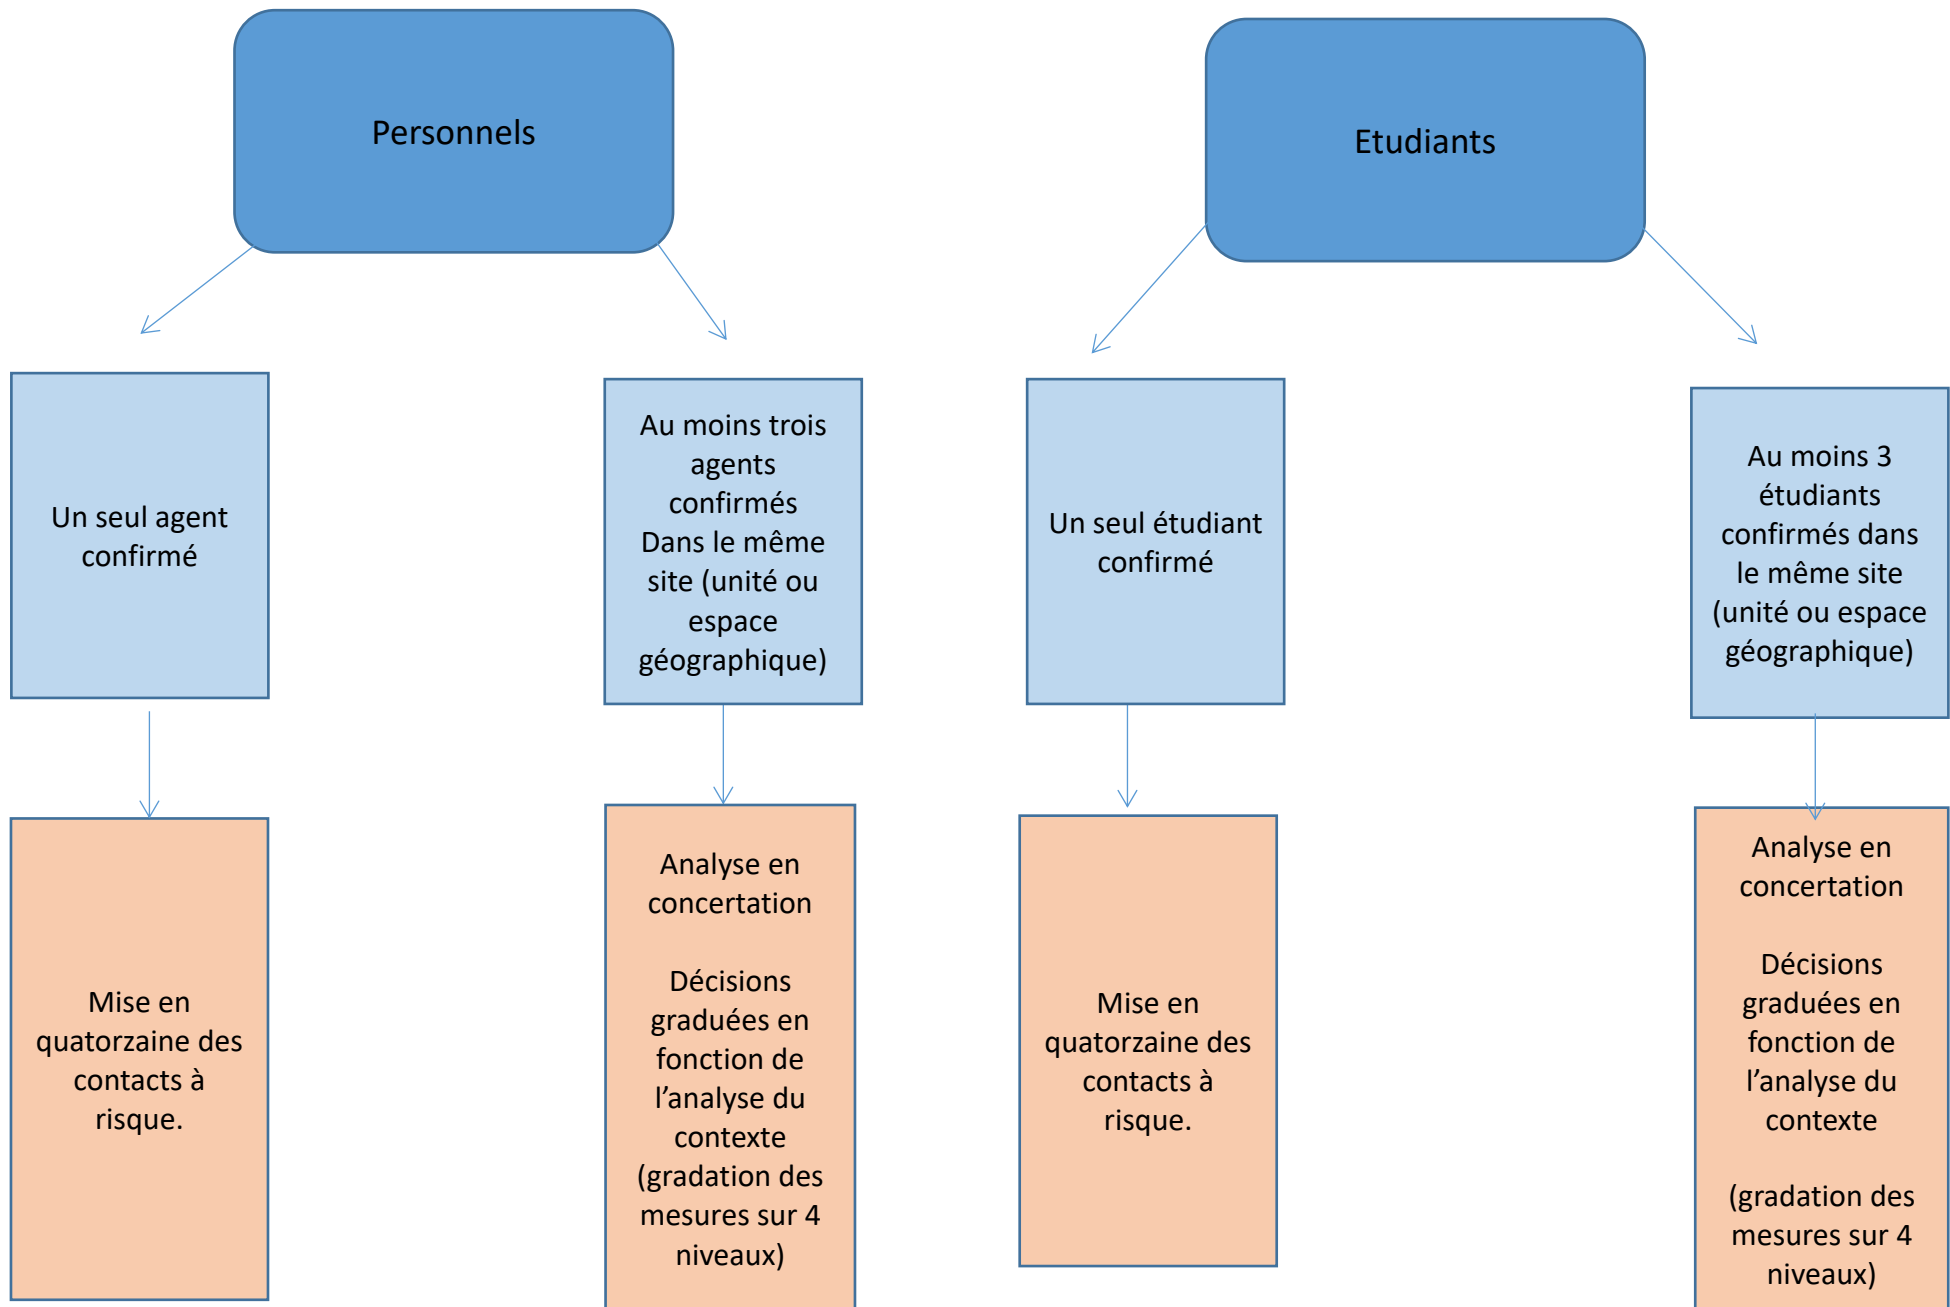 Personnels
Etudiants
Un seul agent
confirmé
Au moins trois
agents
confirmés
Dans le même
site (unité ou
espace
géographique)
Un seul étudiant
confirmé
Au moins 3
étudiants
confirmés dans
le même site
(unité ou espace
géographique)
Mise en
quatorzaine des
contacts à
risque.
Analyse en
concertation
Décisions
graduées en
fonction de
l’analyse du
contexte
(gradation des
mesures sur 4
niveaux)
Mise en
quatorzaine des
contacts à
risque.
Analyse en
concertation
Décisions
graduées en
fonction de
l’analyse du
contexte
(gradation des
mesures sur 4
niveaux)